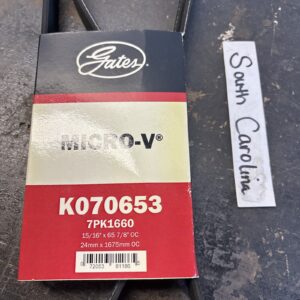 Gates
MICRO-V®
K070653
7PK1660
15/16" x 65 7/8" OC
24mm x 1675mm OC
South Carolina